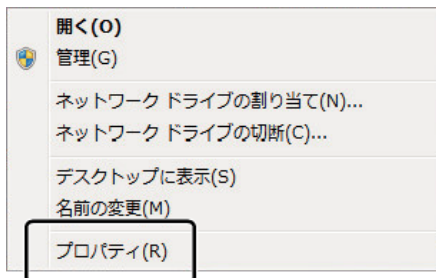 開く(O)
管理(G)
ネットワーク ドライブの割り当て(N)...
ネットワーク ドライブの切断(C)...
デスクトップに表示(S)
名前の変更(M)
プロパティ(R)